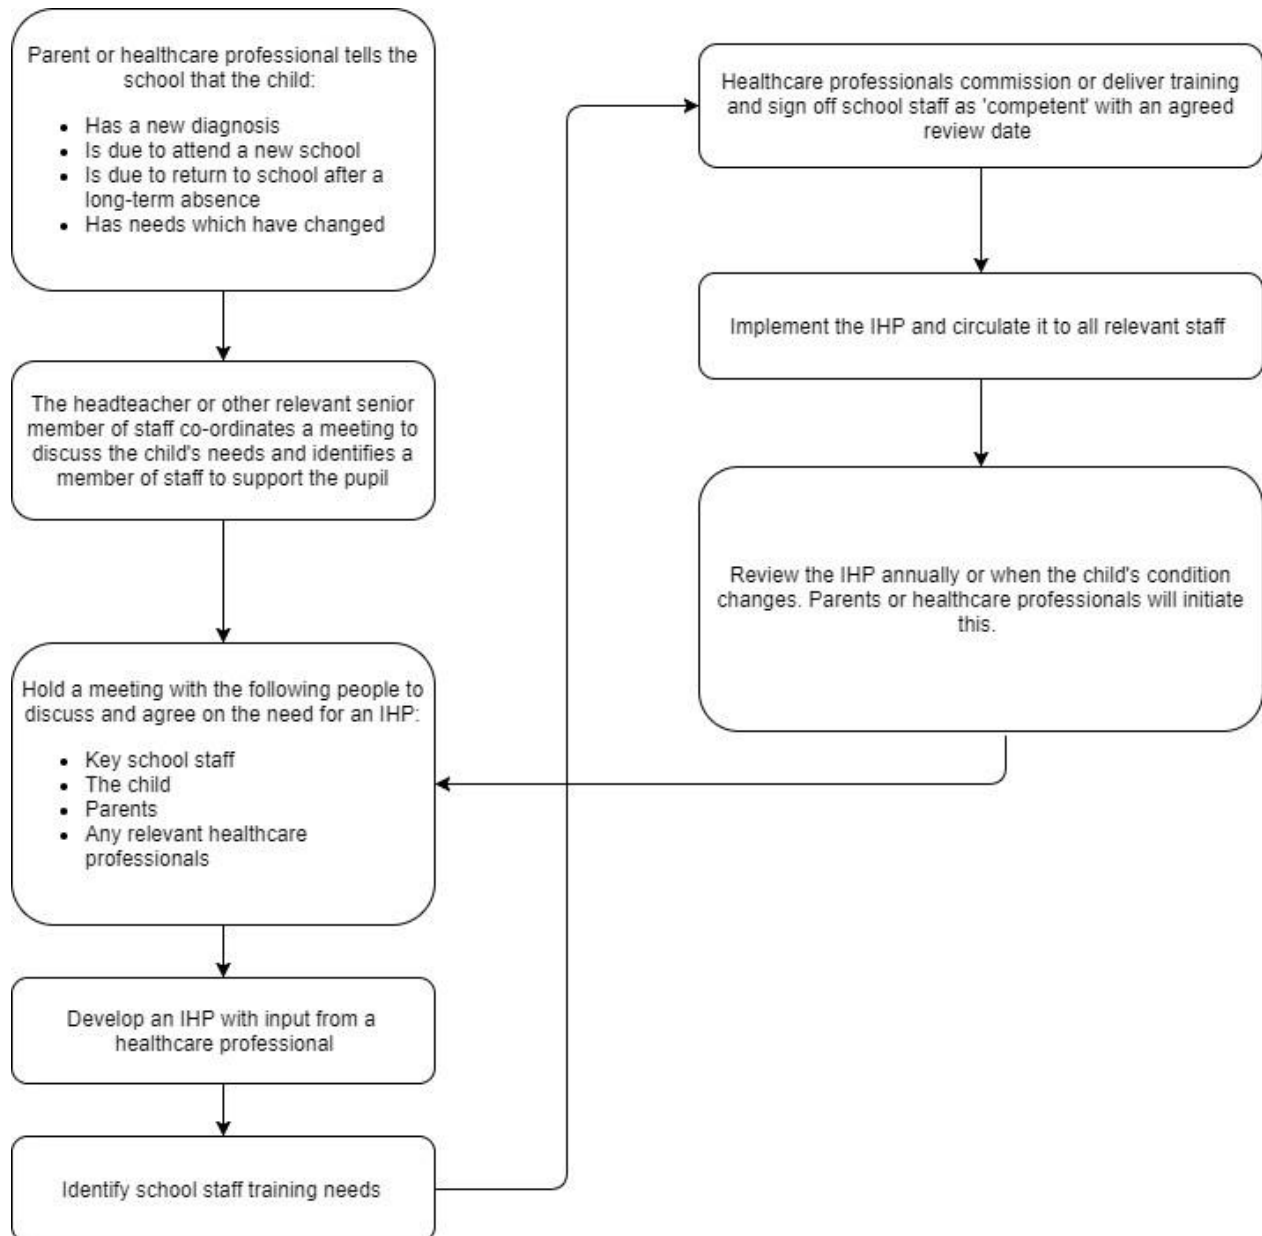 Parent or healthcare professional tells the
school that the child:
• Has a new diagnosis
• Is due to attend a new school
• Is due to return to school after a
long-term absence
• Has needs which have changed
The headteacher or other relevant senior
member of staff co-ordinates a meeting to
discuss the child's needs and identifies a
member of staff to support the pupil
Hold a meeting with the following people to
discuss and agree on the need for an IHP:
• Key school staff
• The child
• Parents
• Any relevant healthcare
professionals
Develop an IHP with input from a
healthcare professional
Identify school staff training needs
Healthcare professionals commission or deliver training
and sign off school staff as 'competent' with an agreed
review date
Implement the IHP and circulate it to all relevant staff
Review the IHP annually or when the child's condition
changes. Parents or healthcare professionals will initiate
this.